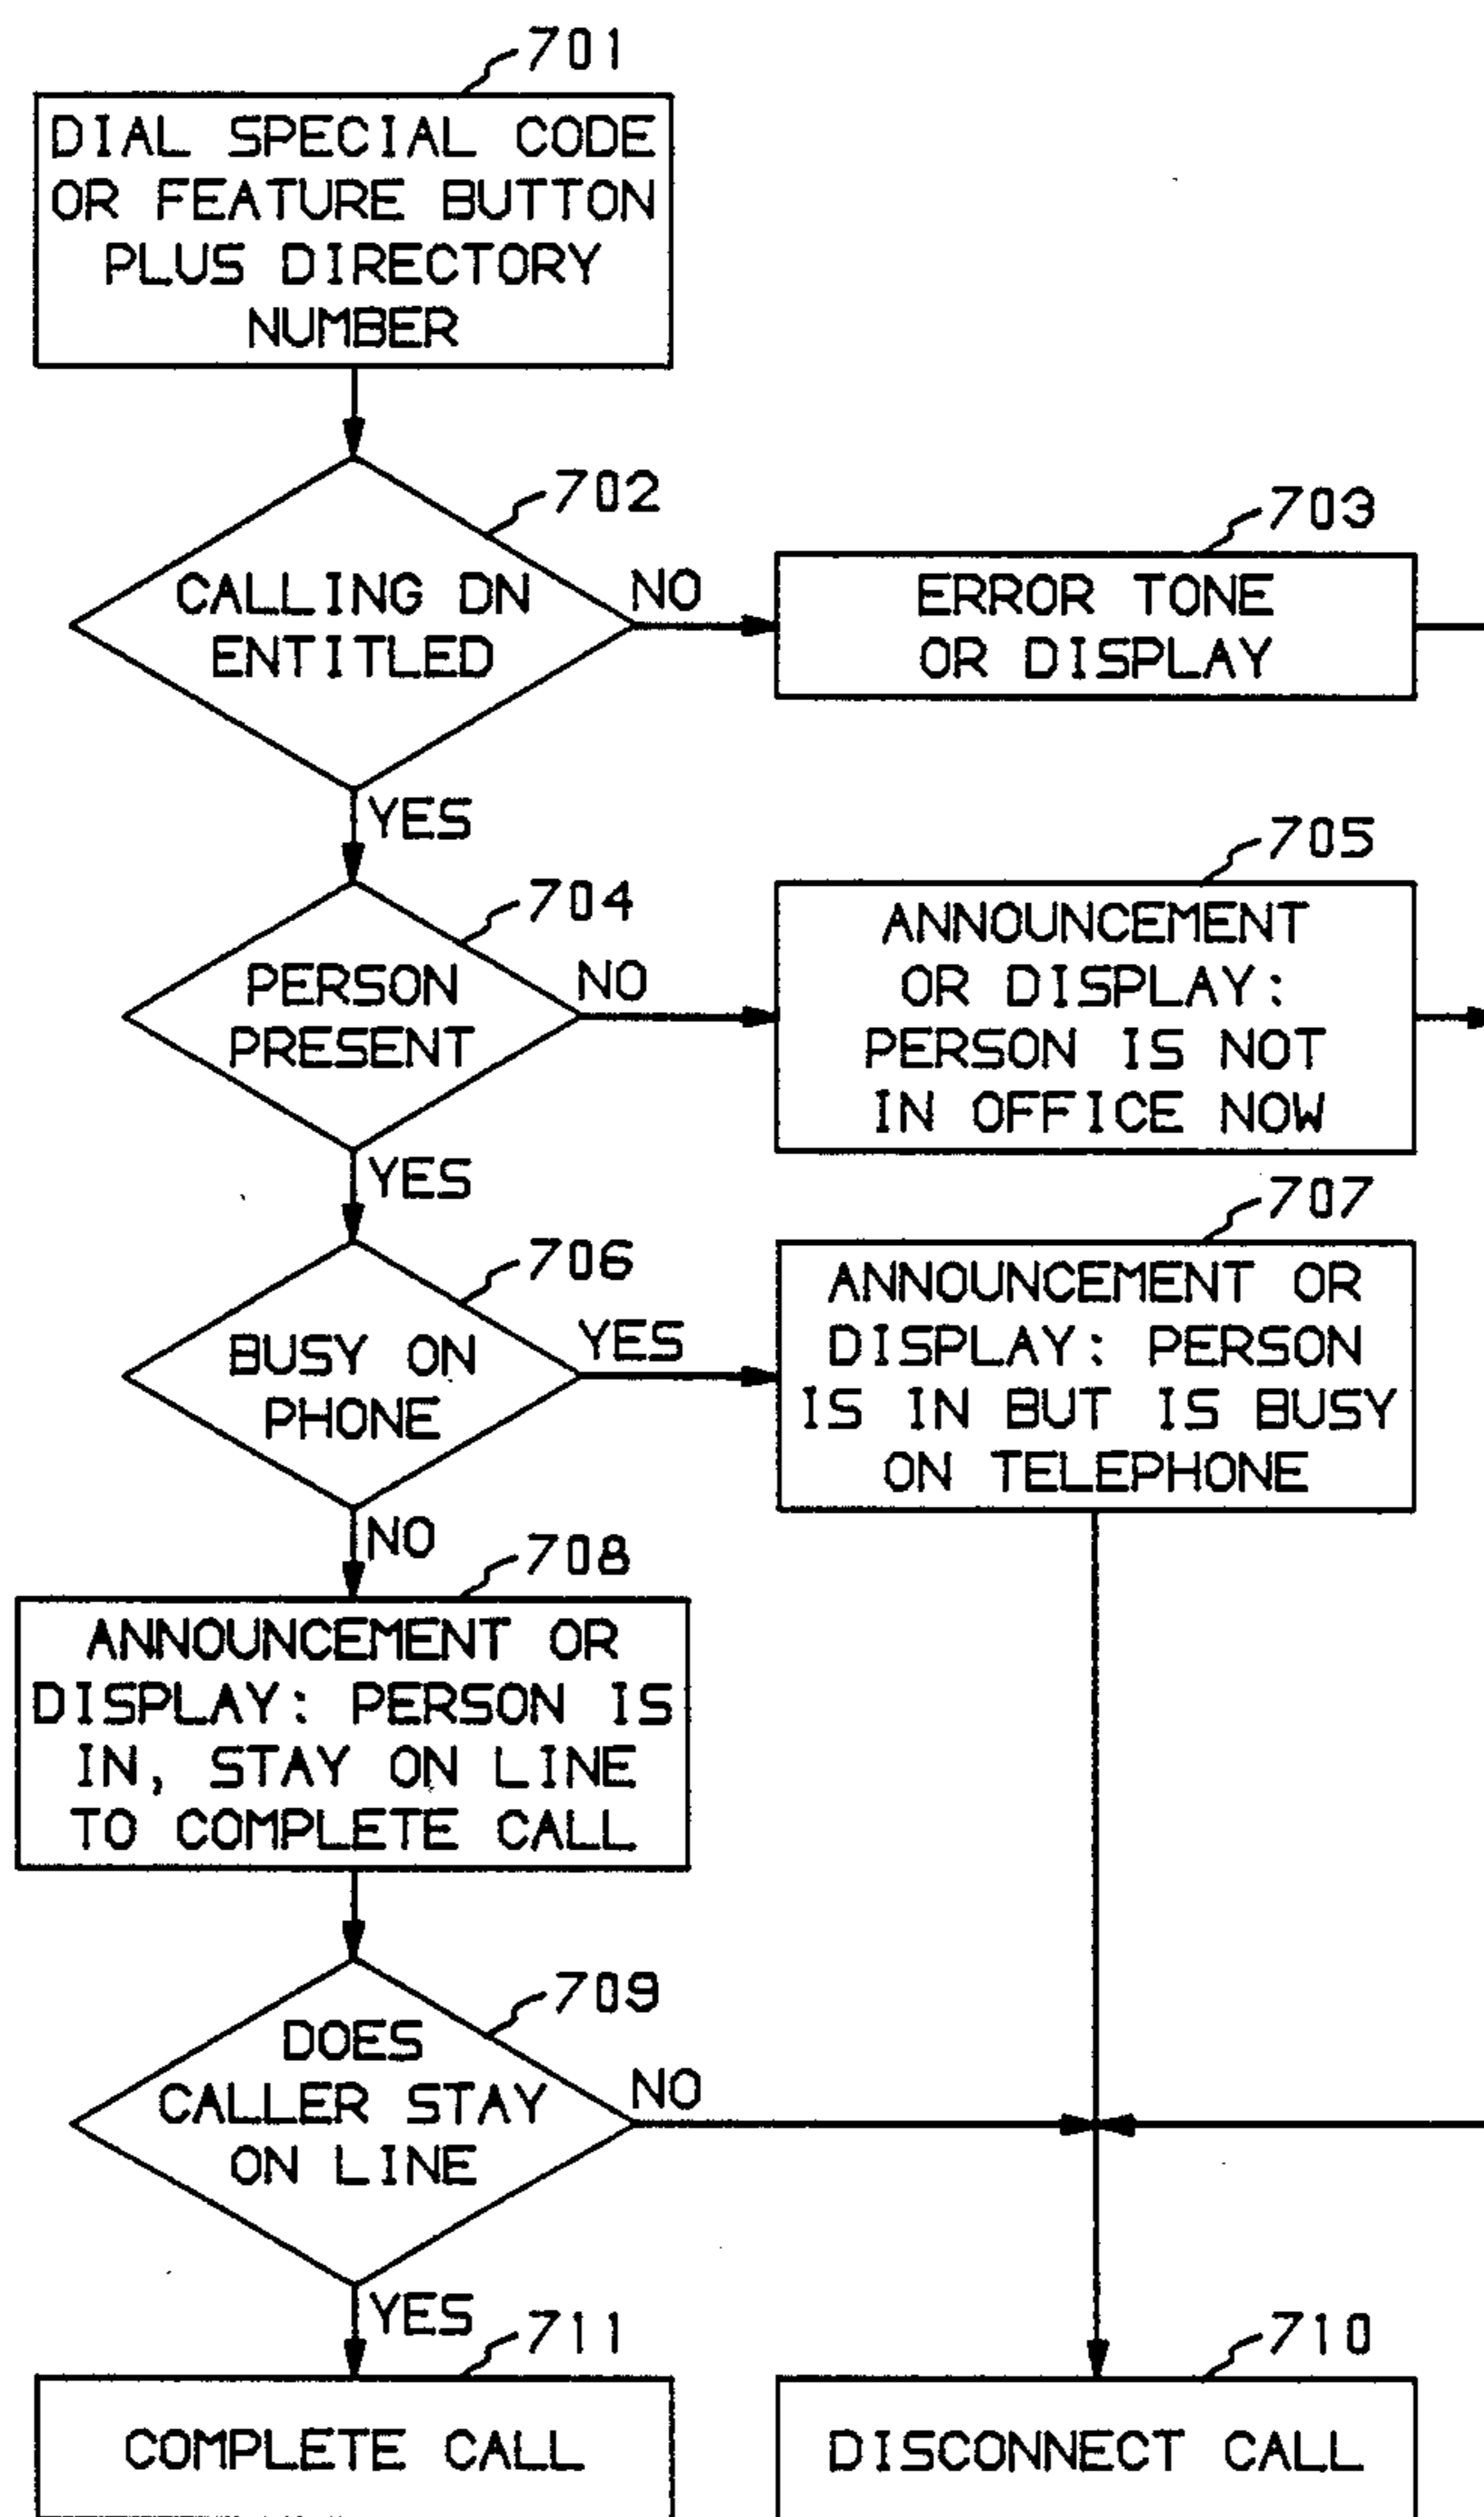 701
DIAL SPECIAL CODE
OR FEATURE BUTTON
PLUS DIRECTORY
NUMBER
702
CALLING DN
ENTITLED
NO
703
ERROR TONE
OR DISPLAY
YES
704
PERSON
PRESENT
NO
705
ANNOUNCEMENT
OR DISPLAY:
PERSON IS NOT
IN OFFICE NOW
YES
706
BUSY ON
PHONE
YES
707
ANNOUNCEMENT OR
DISPLAY: PERSON
IS IN BUT IS BUSY
ON TELEPHONE
NO
708
ANNOUNCEMENT OR
DISPLAY: PERSON IS
IN, STAY ON LINE
TO COMPLETE CALL
709
DOES
CALLER STAY
ON LINE
NO
YES
711
COMPLETE CALL
710
DISCONNECT CALL